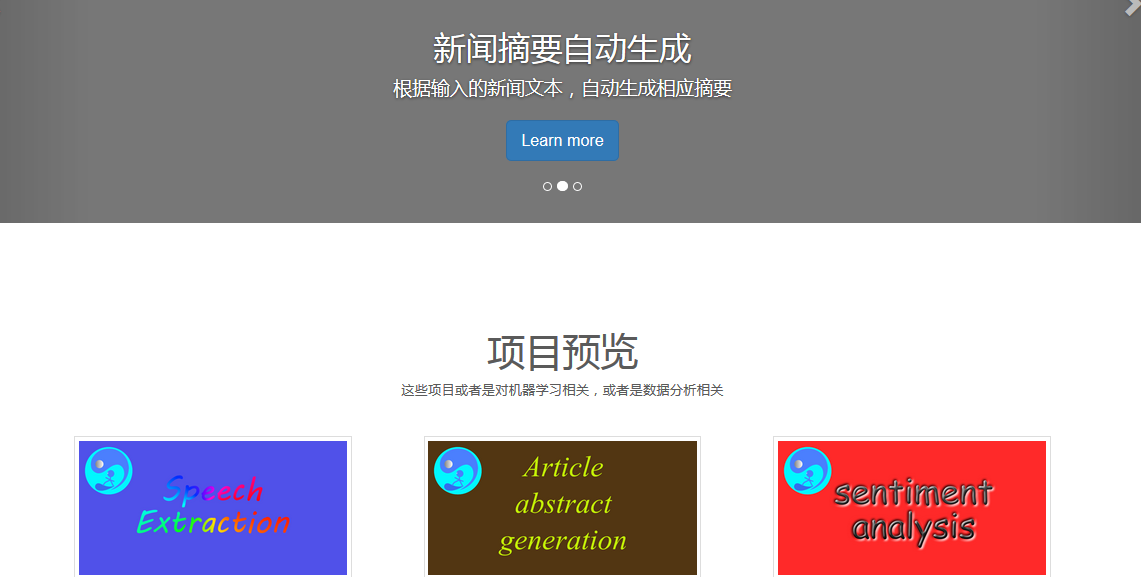 新闻摘要自动生成
根据输入的新闻文本，自动生成相应摘要
Learn more
项目预览
这些项目或者是对机器学习相关，或者是数据分析相关
Speech
Extraction
Article
abstract
generation
sentiment
analysis